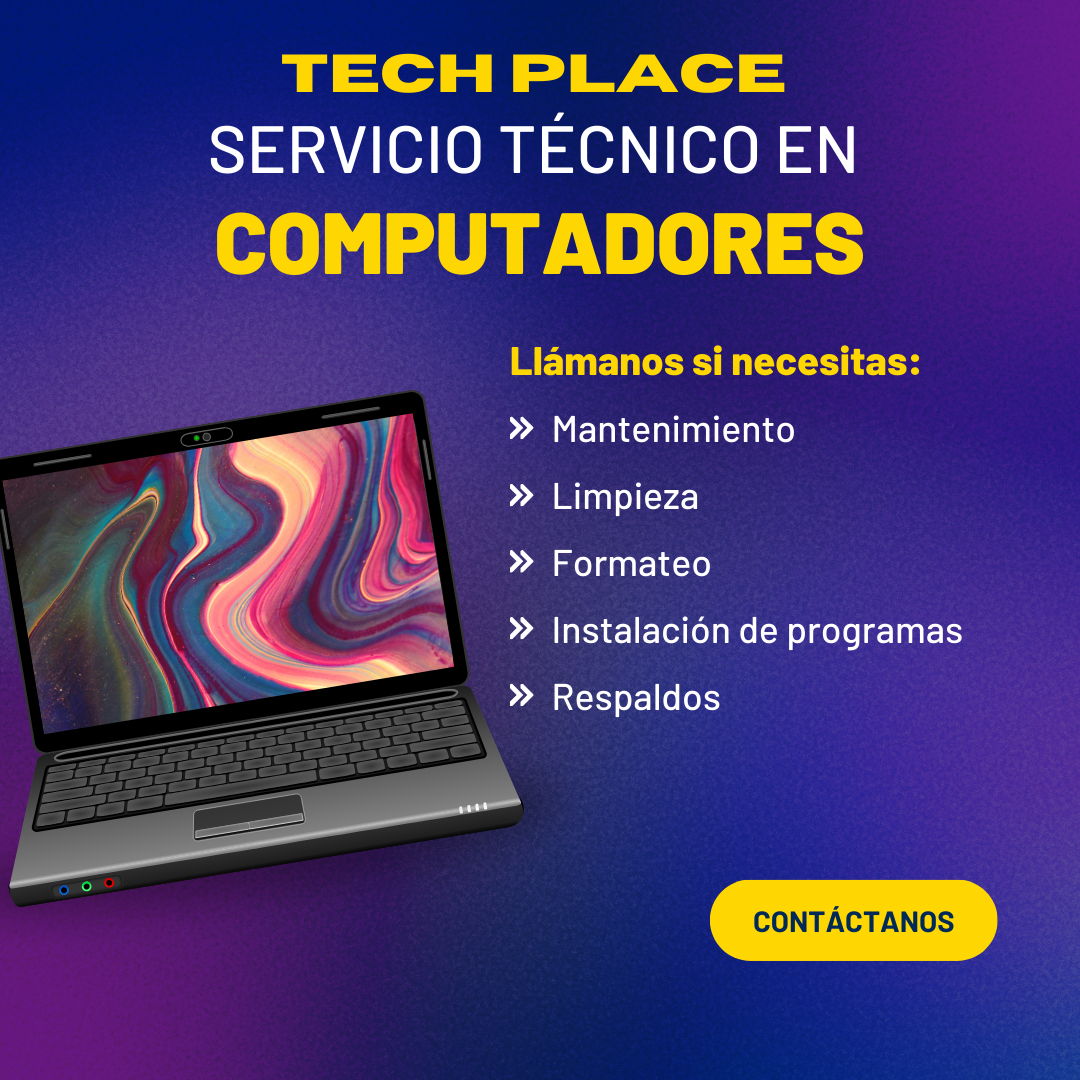 TECH PLACE
SERVICIO TÉCNICO EN
COMPUTADORES
Llámanos si necesitas:
Mantenimiento
Limpieza
Formateo
Instalación de programas
Respaldos
CONTÁCTANOS